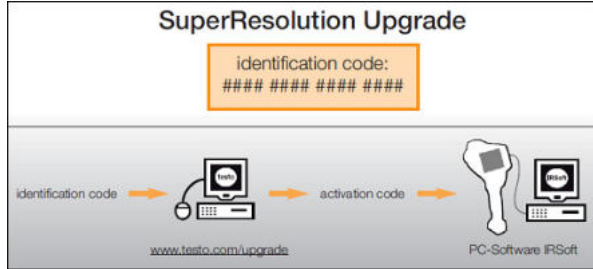 SuperResolution Upgrade
identification code:
#### #### #### ####
identification code
testo
activation code
IRSoft
www.testo.com/upgrade
PC-Software IRSoft